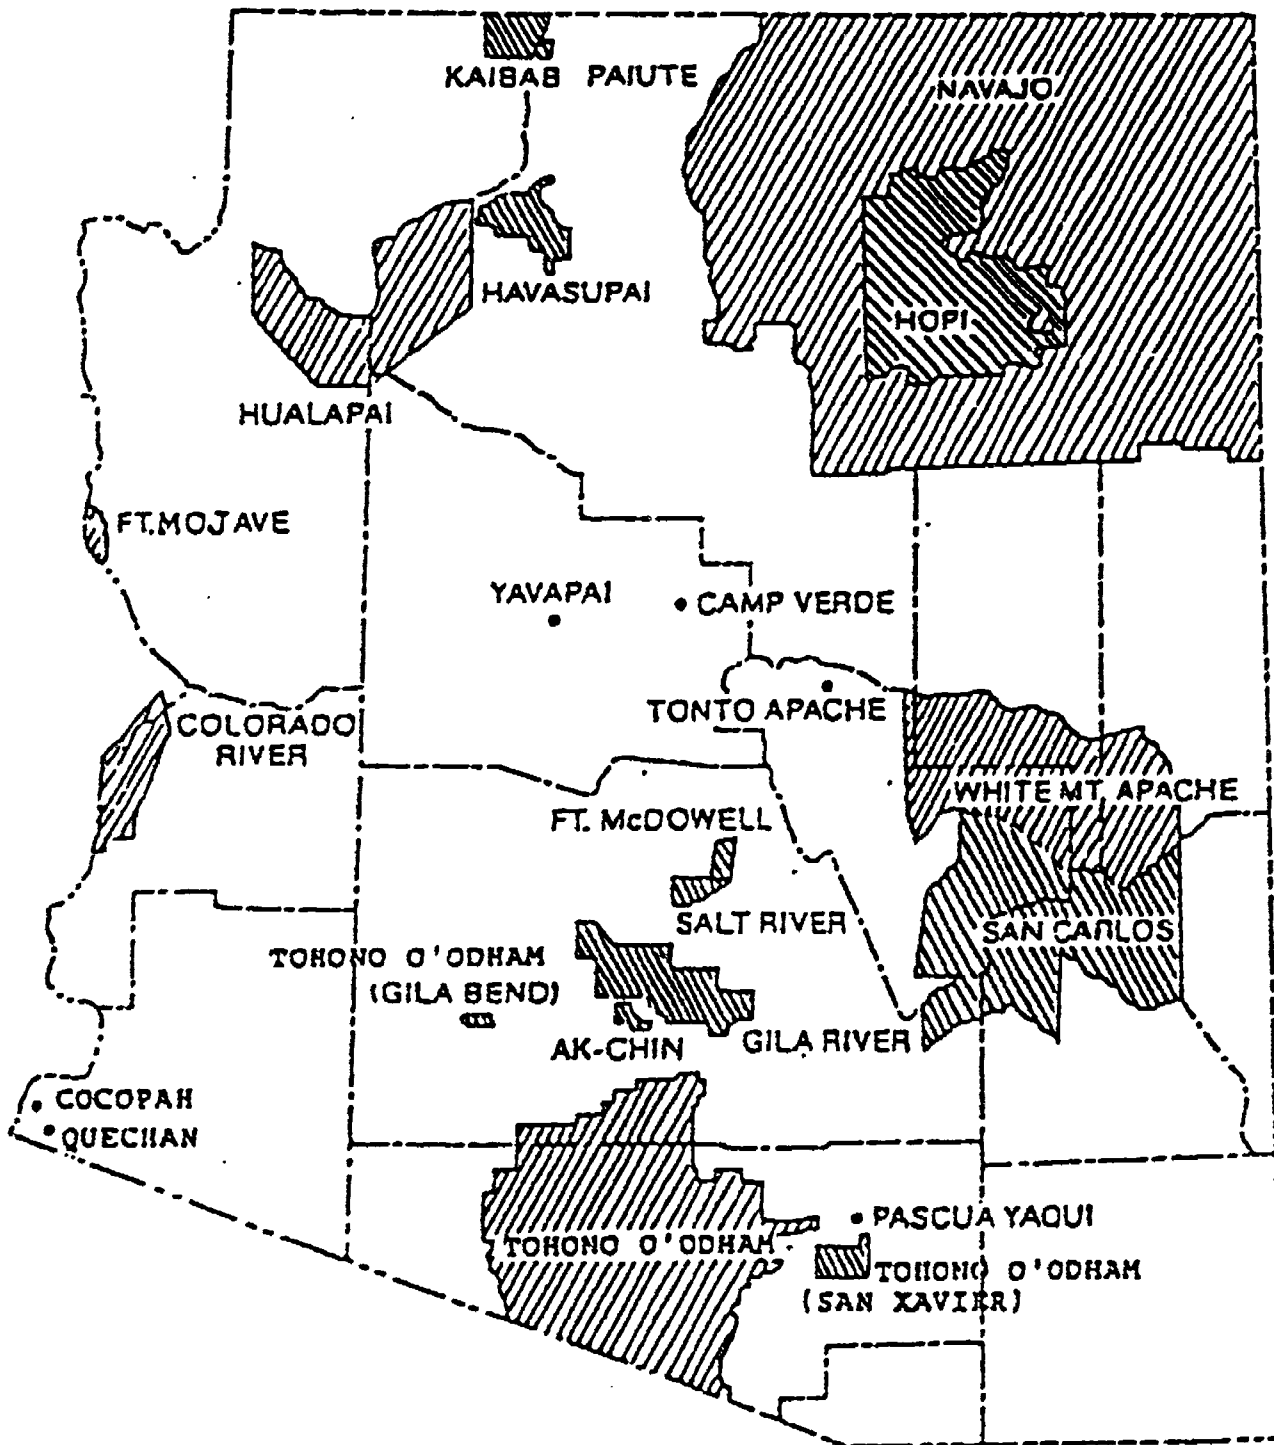 KAIBAB PAIUTE
NAVAJO
HAVASUPAI
HOPI
HUALAPAI
FT. MOJAVE
YAVAPAI
CAMP VERDE
TONTO APACHE
COLORADO
RIVER
WHITE MT. APACHE
FT. McDOWELL
SALT RIVER
SAN CARLOS
TOHONO O'ODHAM
(GILA BEND)
AK-CHIN
GILA RIVER
COCOPAH
QUECHAN
PASCUA YAQUI
TOHONO O'ODHAM
TOHONO O'ODHAM
(SAN XAVIER)